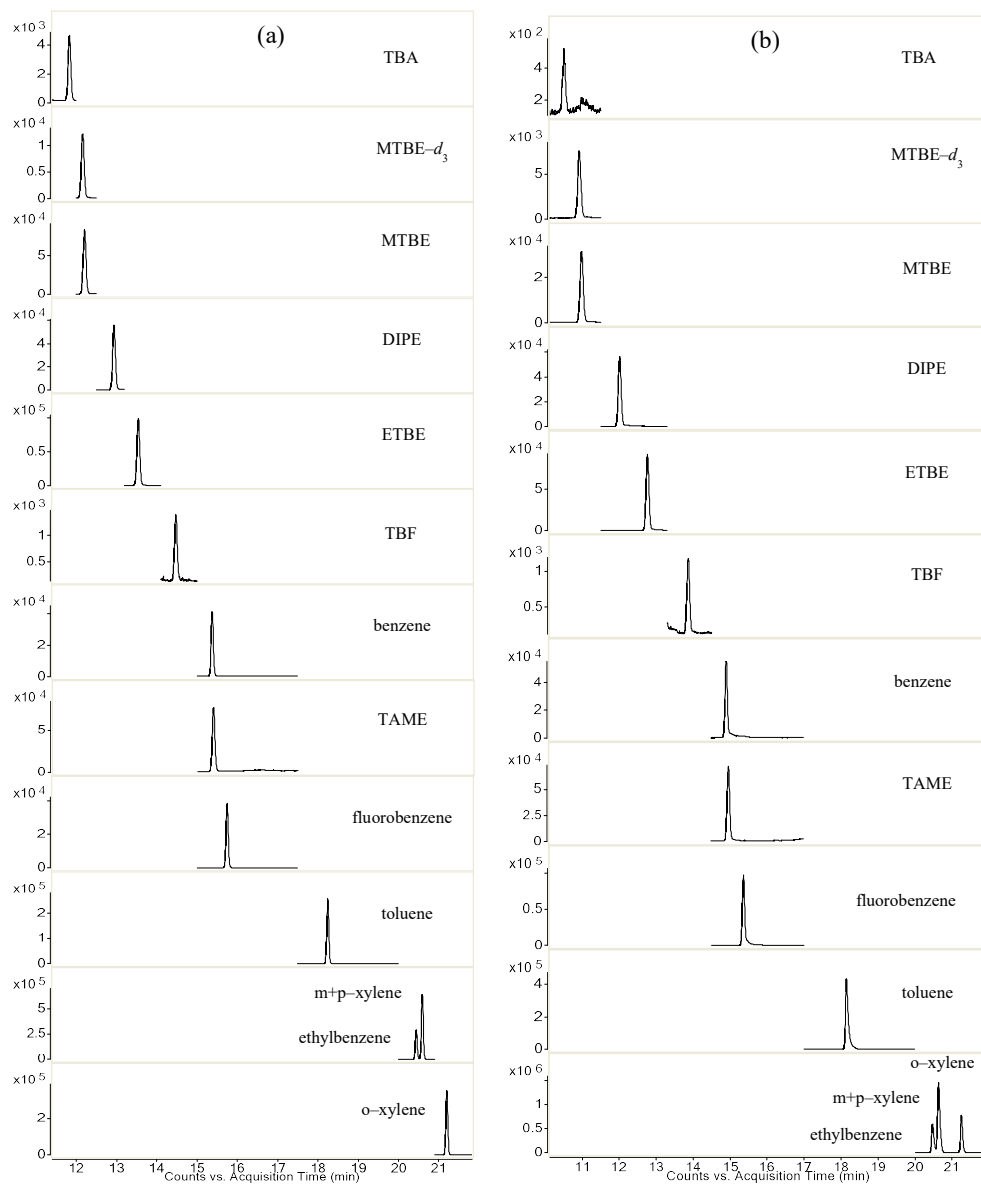 (a)
x10 3
TBA
4
2
0
x10 4
MTBE–d3
1
0.5
0
x10 4
MTBE
5
0
x10 4
DIPE
4
2
0
x10 5
ETBE
0.5
0
x10 3
TBF
1
0.5
x10 4
benzene
2
0
x10 4
TAME
5
0
x10 4
fluorobenzene
2
0
x10 5
toluene
2
1
0
x10 5
m+p–xylene
5
ethylbenzene
2.5
0
x10 5
o–xylene
2
0
12 13 14 15 16 17 18 19 20 21
Counts vs. Acquisition Time (min)
(b)
x10 2
TBA
4
2
x10 3
MTBE–d3
5
0
x10 4
MTBE
2
0
x10 4
DIPE
4
2
0
x10 4
ETBE
5
0
x10 3
TBF
1
0.5
x10 4
benzene
4
2
0
x10 4
TAME
5
2.5
0
x10 5
fluorobenzene
0.5
0
x10 5
toluene
4
2
0
o–xylene
x10 6
m+p–xylene
1
ethylbenzene
0.5
0
11 12 13 14 15 16 17 18 19 20 21
Counts vs. Acquisition Time (min)